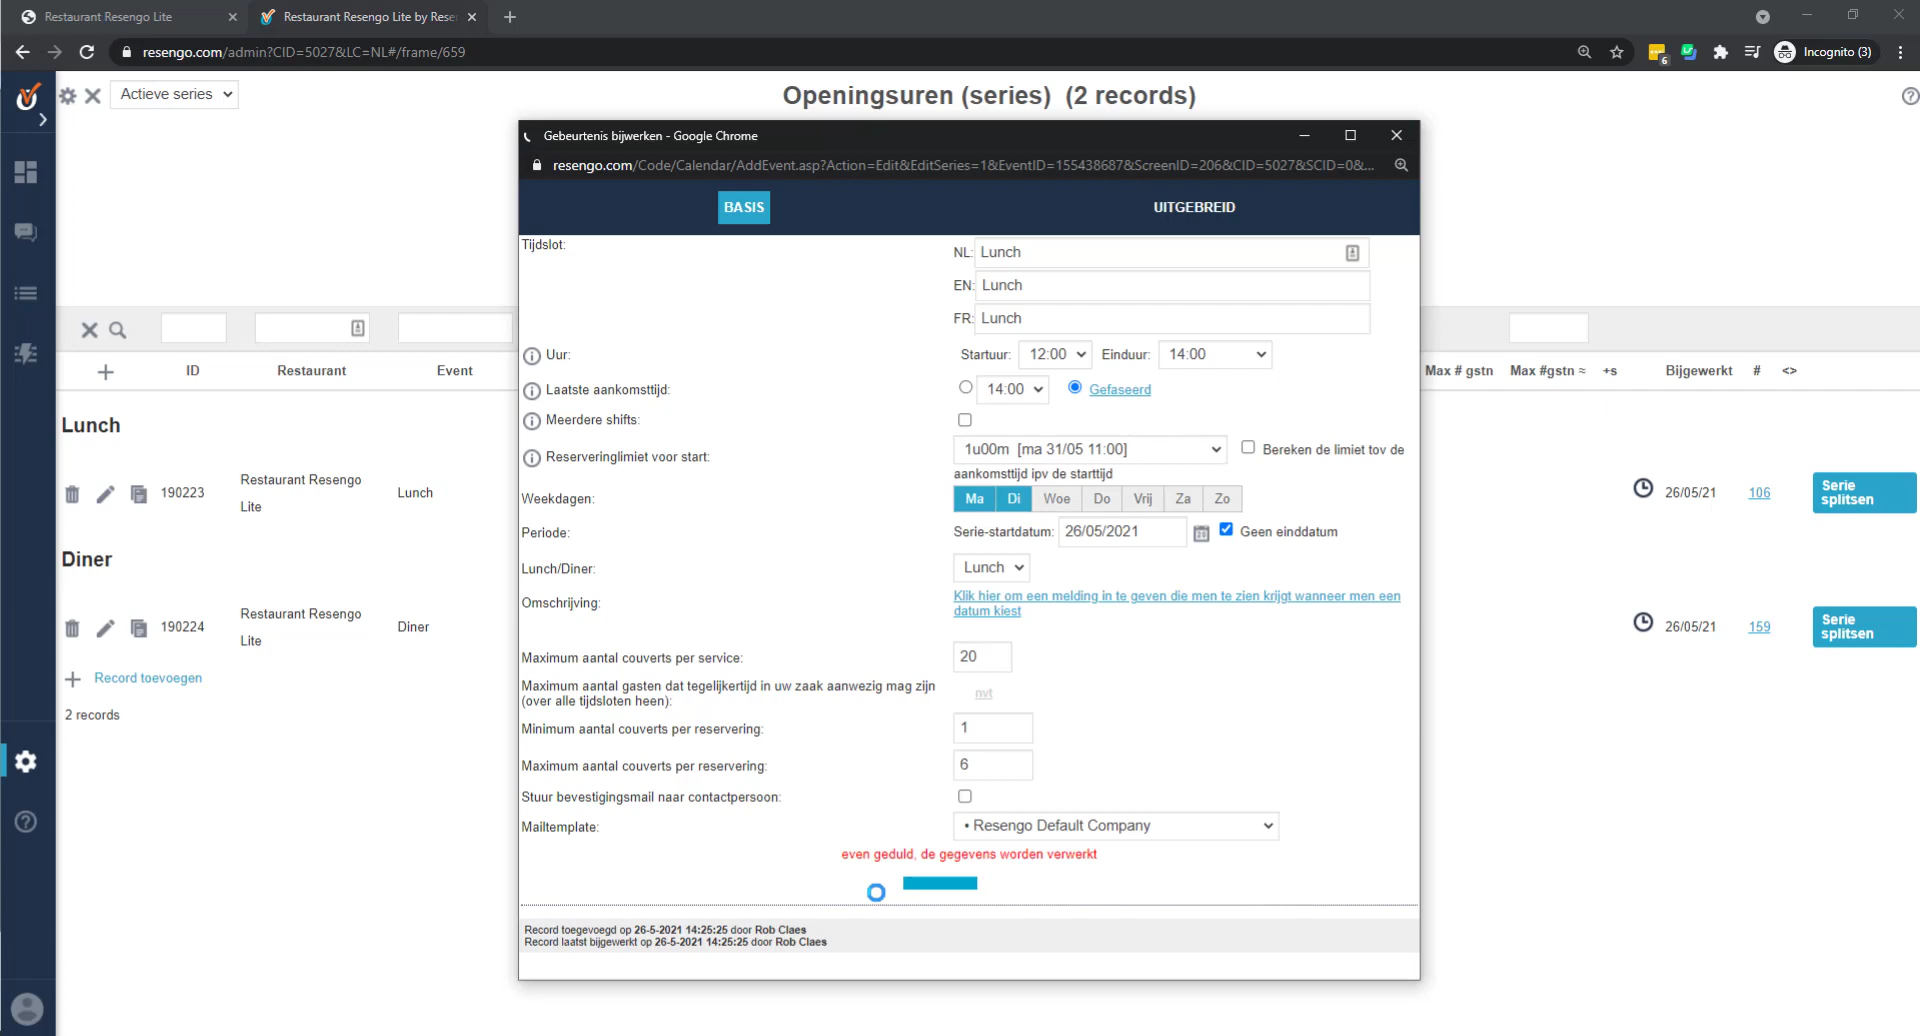 Restaurant Resengo Lite
Restaurant Resengo Lite by Rese
resengo.com/admin?CID=5027&LC=NL#/frame/659
6
Incognito (3)
Actieve series
Openingsuren (series) (2 records)
Gebeurtenis bijwerken - Google Chrome
resengo.com/Code/Calendar/AddEvent.asp?Action=Edit&EditSeries=1&EventID=155438687&ScreenID=206&CID=5027&SCID=0&...
BASIS
UITGEBREID
Tijdslot:
NL: Lunch
EN: Lunch
FR: Lunch
Uur:
Startuur: 12:00 Einduur: 14:00
Laatste aankomsttijd:
14:00 Gefaseerd
Meerdere shifts:
Reserveringlimiet voor start:
1u00m [ma 31/05 11:00] Bereken de limiet tov de
aankomsttijd ipv de starttijd
Weekdagen:
Ma Di Woe Do Vrij Za Zo
Periode:
Serie-startdatum: 26/05/2021 Geen einddatum
Lunch/Diner:
Lunch
Omschrijving:
Klik hier om een melding in te geven die men te zien krijgt wanneer men een
datum kiest
Maximum aantal couverts per service:
20
Maximum aantal gasten dat tegelijkertijd in uw zaak aanwezig mag zijn
(over alle tijdsloten heen):
nvt
Minimum aantal couverts per reservering:
1
Maximum aantal couverts per reservering:
6
Stuur bevestigingsmail naar contactpersoon:
Mailtemplate:
• Resengo Default Company
even geduld, de gegevens worden verwerkt
Record toegevoegd op 26-5-2021 14:25:25 door Rob Claes
Record laatst bijgewerkt op 26-5-2021 14:25:25 door Rob Claes
ID Restaurant Event
Max # gstn Max #gstn ≈ +s Bijgewerkt # <>
Lunch
190223
Restaurant Resengo
Lite
Lunch
26/05/21 106
Serie
splitsen
Diner
190224
Restaurant Resengo
Lite
Diner
26/05/21 159
Serie
splitsen
Record toevoegen
2 records